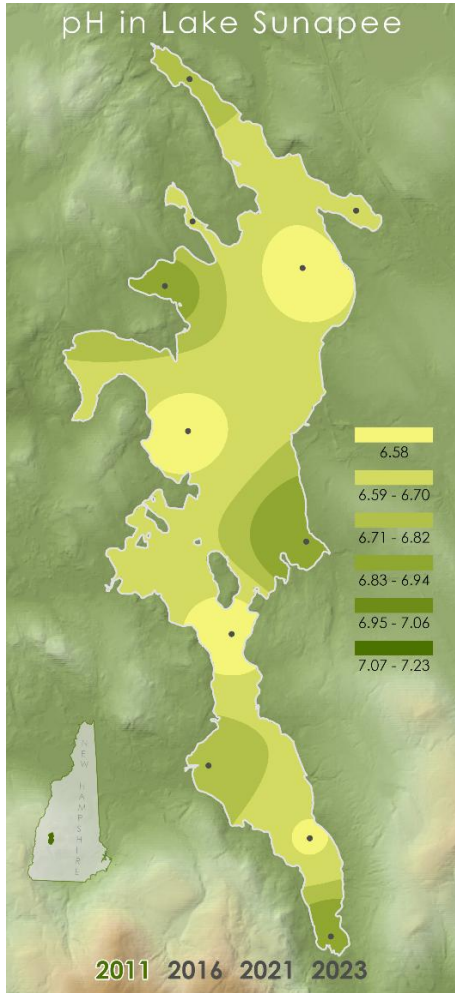 pH in Lake Sunapee
6.58
6.59 - 6.70
6.71 - 6.82
6.83 - 6.94
6.95 - 7.06
7.07 - 7.23
NEW HAMPSHIRE
2011 2016 2021 2023